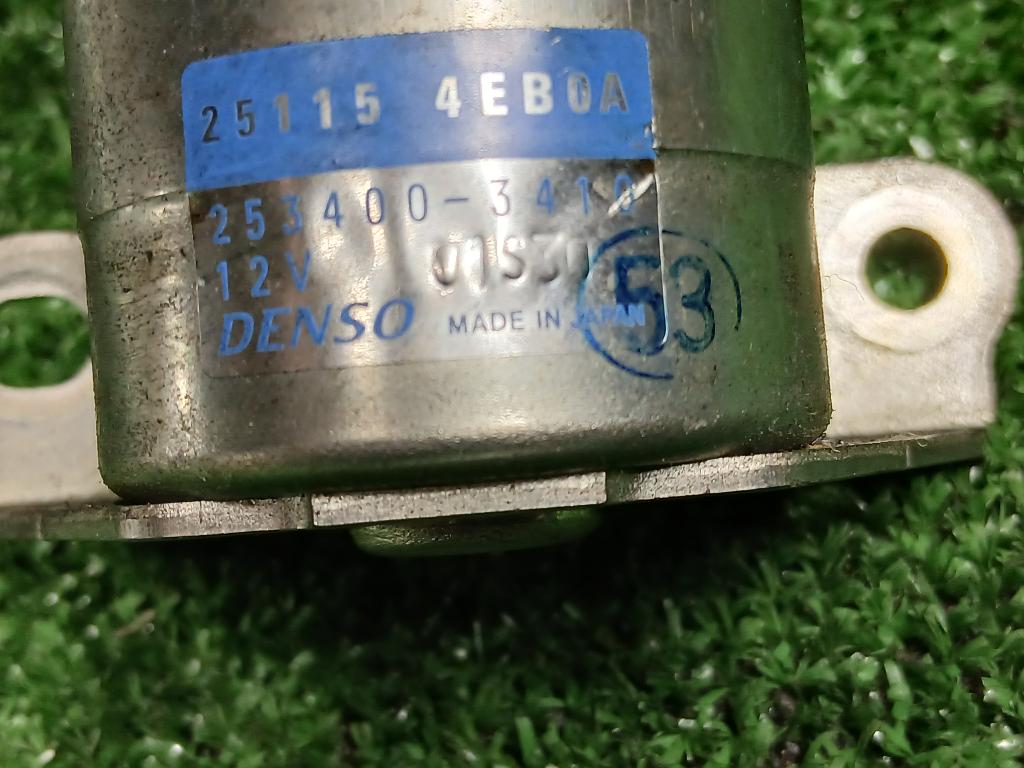 25115 4EB0A
253400-3410
12V
DENSO MADE IN JAPAN
53